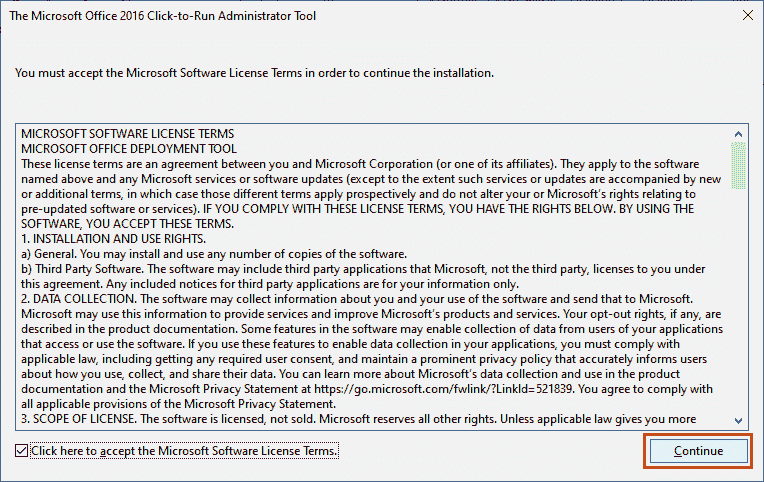 The Microsoft Office 2016 Click-to-Run Administrator Tool
You must accept the Microsoft Software License Terms in order to continue the installation.
MICROSOFT SOFTWARE LICENSE TERMS
MICROSOFT OFFICE DEPLOYMENT TOOL
These license terms are an agreement between you and Microsoft Corporation (or one of its affiliates). They apply to the software
named above and any Microsoft services or software updates (except to the extent such services or updates are accompanied by new
or additional terms, in which case those different terms apply prospectively and do not alter your or Microsoft's rights relating to
pre-updated software or services). IF YOU COMPLY WITH THESE LICENSE TERMS, YOU HAVE THE RIGHTS BELOW. BY USING THE
SOFTWARE, YOU ACCEPT THESE TERMS.
1. INSTALLATION AND USE RIGHTS.
a) General. You may install and use any number of copies of the software.
b) Third Party Software. The software may include third party applications that Microsoft, not the third party, licenses to you under
this agreement. Any included notices for third party applications are for your information only.
2. DATA COLLECTION. The software may collect information about you and your use of the software and send that to Microsoft.
Microsoft may use this information to provide services and improve Microsoft's products and services. Your opt-out rights, if any, are
described in the product documentation. Some features in the software may enable collection of data from users of your applications
that access or use the software. If you use these features to enable data collection in your applications, you must comply with
applicable law, including getting any required user consent, and maintain a prominent privacy policy that accurately informs users
about how you use, collect, and share their data. You can learn more about Microsoft's data collection and use in the product
documentation and the Microsoft Privacy Statement at https://go.microsoft.com/fwlink/?LinkId=521839. You agree to comply with
all applicable provisions of the Microsoft Privacy Statement.
3. SCOPE OF LICENSE. The software is licensed, not sold. Microsoft reserves all other rights. Unless applicable law gives you more
Click here to accept the Microsoft Software License Terms.
Continue